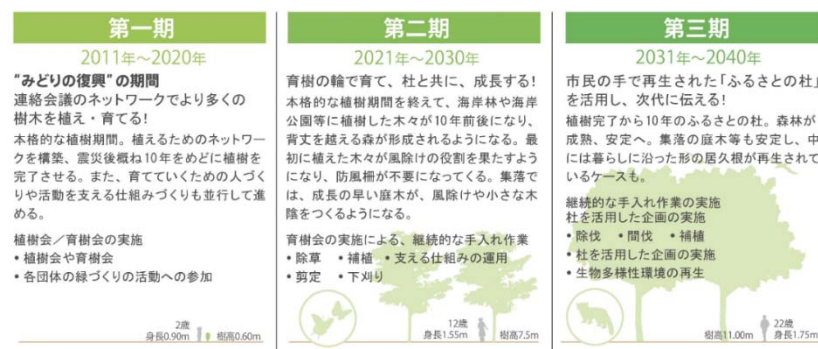 第一期
2011年～2020年
“みどりの復興”の期間
連絡会議のネットワークでより多くの
樹木を植え・育てる！
本格的な植樹期間。植えるためのネットワー
クを構築、震災後概ね10年をめどに植樹を
完了させる。また、育てていくための人づく
りや活動を支える仕組みづくりも並行して進
める。
植樹会／育樹会の実施
• 植樹会や育樹会
• 各団体の緑づくりの活動への参加
2歳
身長0.90m
樹高0.60m
第二期
2021年～2030年
育樹の輪で育て、杜と共に、成長する！
本格的な植樹期間を終えて、海岸林や海岸
公園等に植樹した木々が10年前後になり、
背丈を越える森が形成されるようになる。最
初に植えた木々が風除けの役割を果たすよう
になり、防風柵が不要になってくる。集落で
は、成長の早い庭木が、風除けや小さな木
陰をつくるようになる。
育樹会の実施による、継続的な手入れ作業
• 除草 • 補植 • 支える仕組みの運用
• 剪定 • 下刈り
12歳
身長1.55m
樹高7.5m
第三期
2031年～2040年
市民の手で再生された「ふるさとの杜」
を活用し、次代に伝える！
植樹完了から10年のふるさとの杜。森林が
成熟、安定へ。集落の庭木等も安定し、中
には暮らしに沿った形の居久根が再生されて
いるケースも。
継続的な手入れ作業の実施
杜を活用した企画の実施
• 除伐 • 間伐 • 補植
• 杜を活用した企画の実施
• 生物多様性環境の再生
樹高11.00m
22歳
身長1.75m